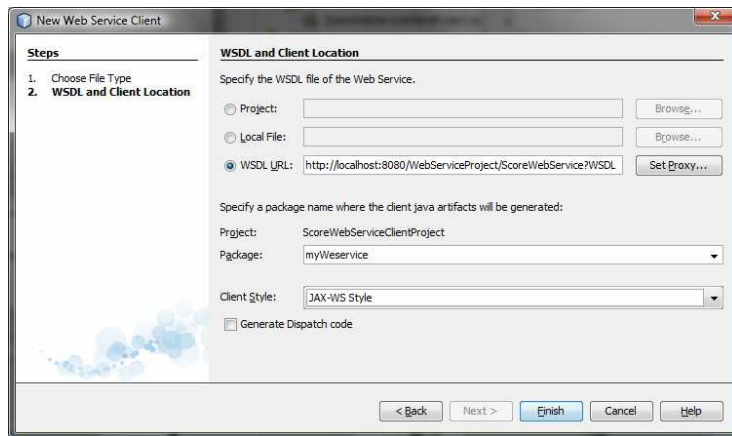 New Web Service Client
Steps
1. Choose File Type
2. WSDL and Client Location
WSDL and Client Location
Specify the WSDL file of the Web Service.
Project:
Browse...
Local File:
Browse...
WSDL URL: http://localhost:8080/WebServiceProject/ScoreWebService?WSDL
Set Proxy...
Specify a package name where the client java artifacts will be generated:
Project: ScoreWebServiceClientProject
Package: myWeservice
Client Style: JAX-WS Style
Generate Dispatch code
< Back Next > Finish Cancel Help